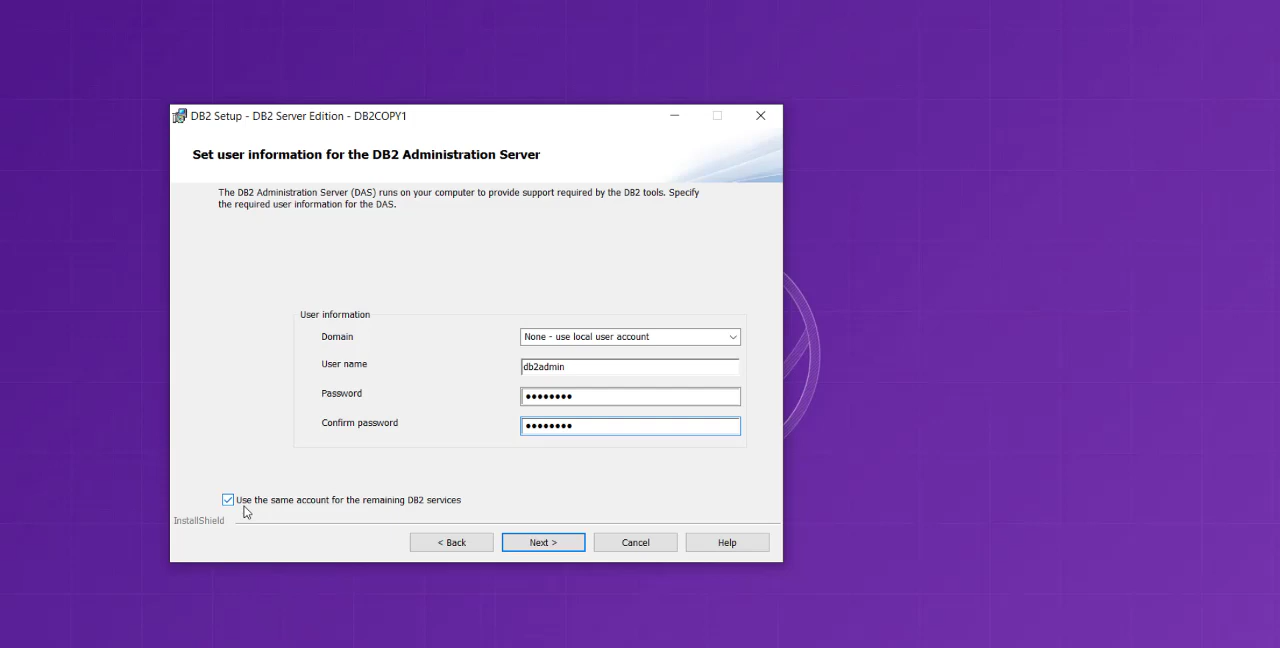 DB2 Setup - DB2 Server Edition - DB2COPY1
Set user information for the DB2 Administration Server
The DB2 Administration Server (DAS) runs on your computer to provide support required by the DB2 tools. Specify
the required user information for the DAS.
User information
Domain
None - use local user account
User name
db2admin
Password
••••••••
Confirm password
••••••••
Use the same account for the remaining DB2 services
InstallShield
< Back
Next >
Cancel
Help